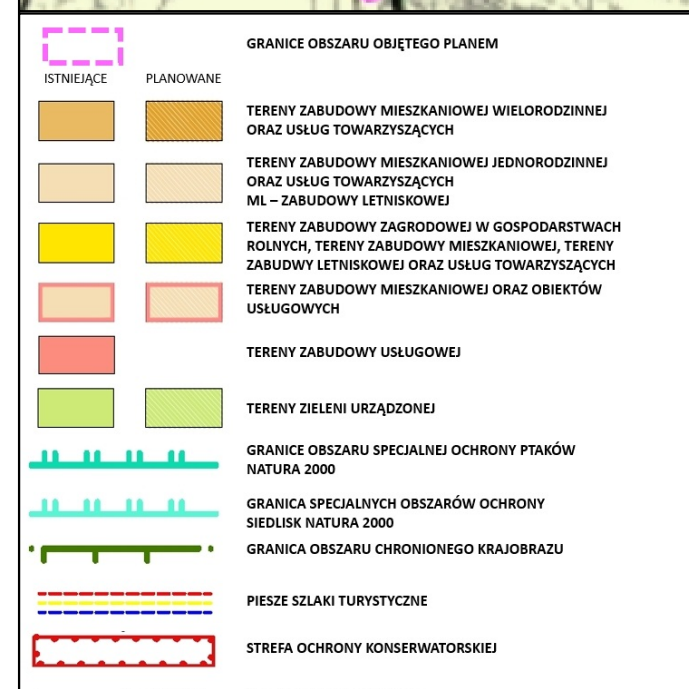 GRANICE OBSZARU OBJĘTEGO PLANEM
ISTNIEJĄCE PLANOWANE
TERENY ZABUDOWY MIESZKANIOWEJ WIELORODZINNEJ
ORAZ USŁUG TOWARZYSZĄCYCH
TERENY ZABUDOWY MIESZKANIOWEJ JEDNORODZINNEJ
ORAZ USŁUG TOWARZYSZĄCYCH
ML – ZABUDOWY LETNISKOWEJ
TERENY ZABUDOWY ZAGRODOWEJ W GOSPODARSTWACH
ROLNYCH, TERENY ZABUDOWY MIESZKANIOWEJ, TERENY
ZABUDWY LETNISKOWEJ ORAZ USŁUG TOWARZYSZĄCYCH
TERENY ZABUDOWY MIESZKANIOWEJ ORAZ OBIEKTÓW
USŁUGOWYCH
TERENY ZABUDOWY USŁUGOWEJ
TERENY ZIELENI URZĄDZONEJ
GRANICE OBSZARU SPECJALNEJ OCHRONY PTAKÓW
NATURA 2000
GRANICA SPECJALNYCH OBSZARÓW OCHRONY
SIEDLISK NATURA 2000
GRANICA OBSZARU CHRONIONEGO KRAJOBRAZU
PIESZE SZLAKI TURYSTYCZNE
STREFA OCHRONY KONSERWATORSKIEJ